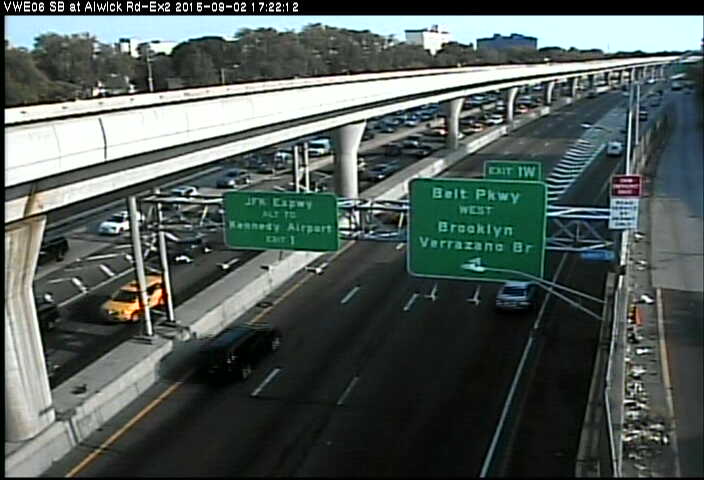 VWE06 SB at Alwick Rd-Ex2 2015-09-02 17:22:12
EXIT 1W
JFK Expwy
ALT TO
Kennedy Airport
EXIT 1
Belt Pkwy
WEST
Brooklyn
Verrazano Br